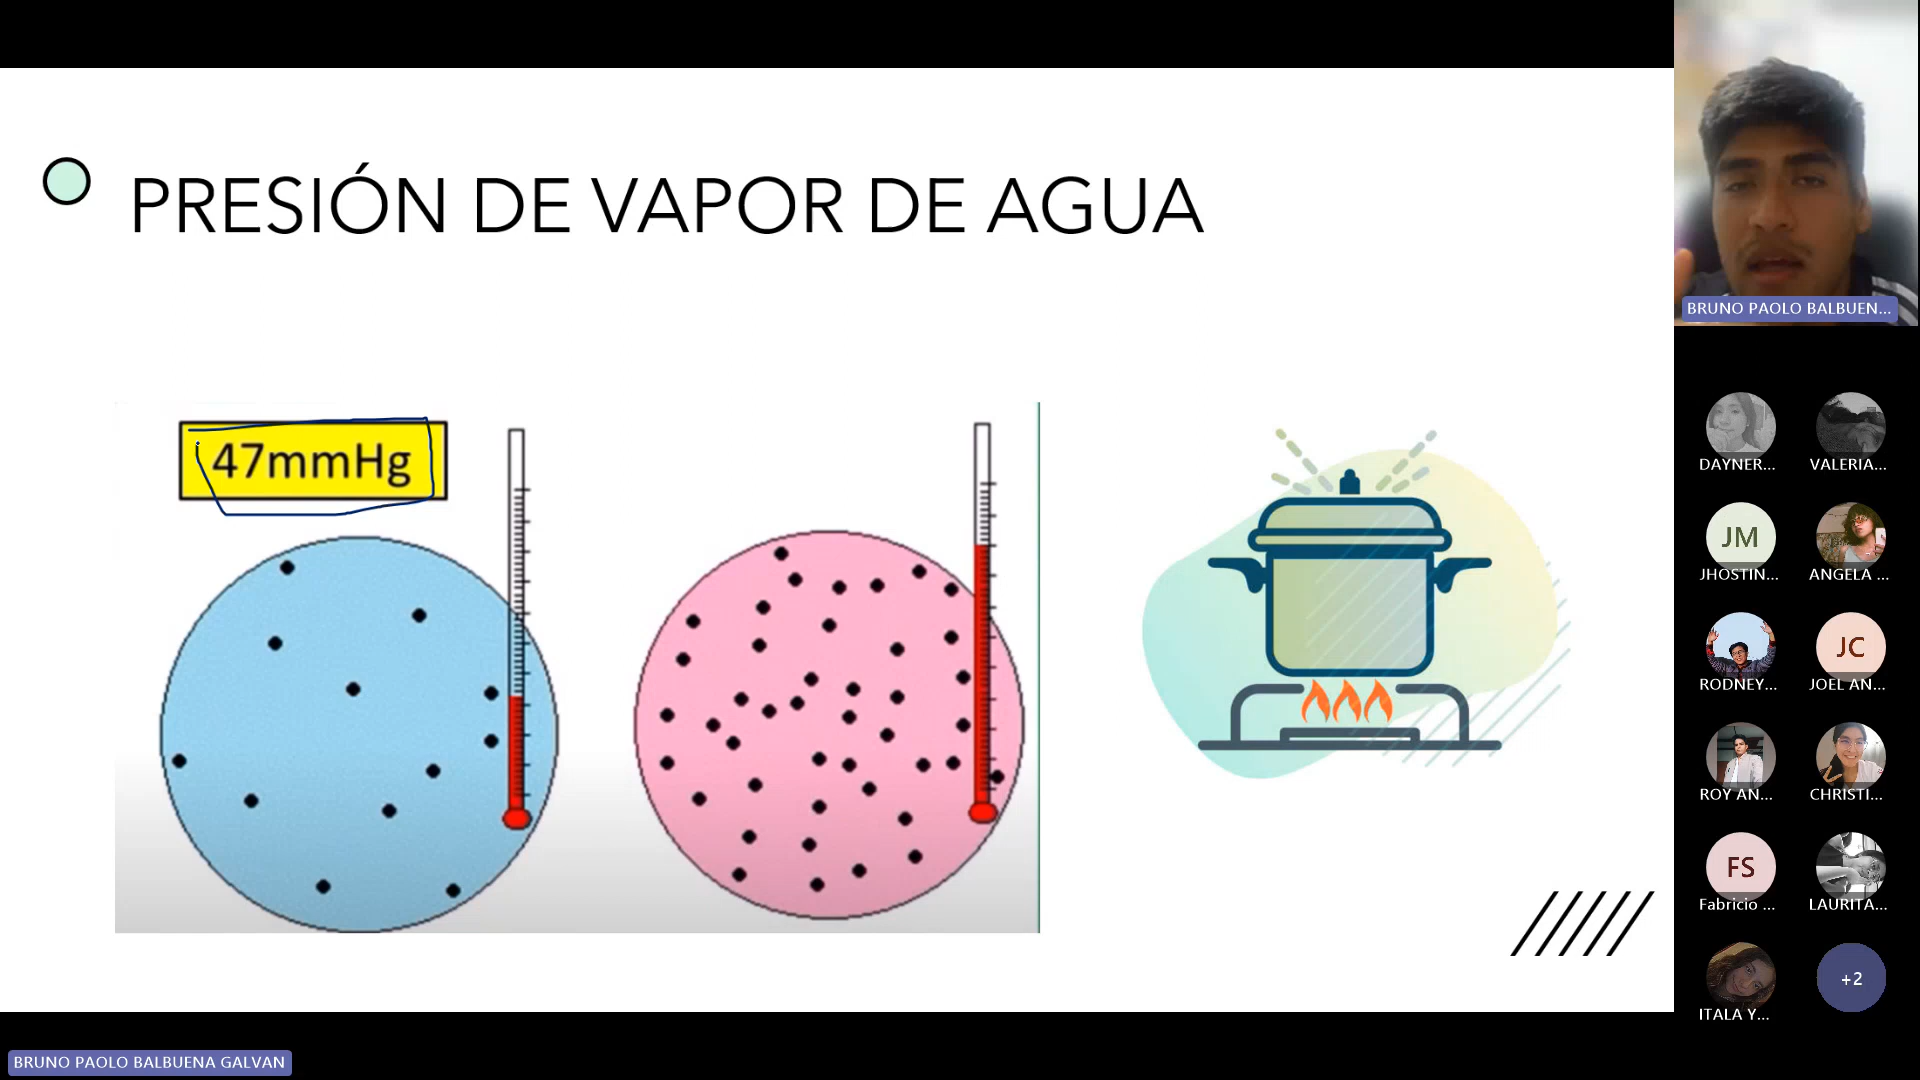 PRESIÓN DE VAPOR DE AGUA
47mmHg
BRUNO PAOLO BALBUEN...
DAYNER...
VALERIA...
JM
JHOSTIN...
ANGELA ...
RODNEY...
JC
JOEL AN...
ROY AN...
CHRISTI...
FS
Fabricio ...
LAURITA...
ITALA Y...
+2
BRUNO PAOLO BALBUENA GALVAN